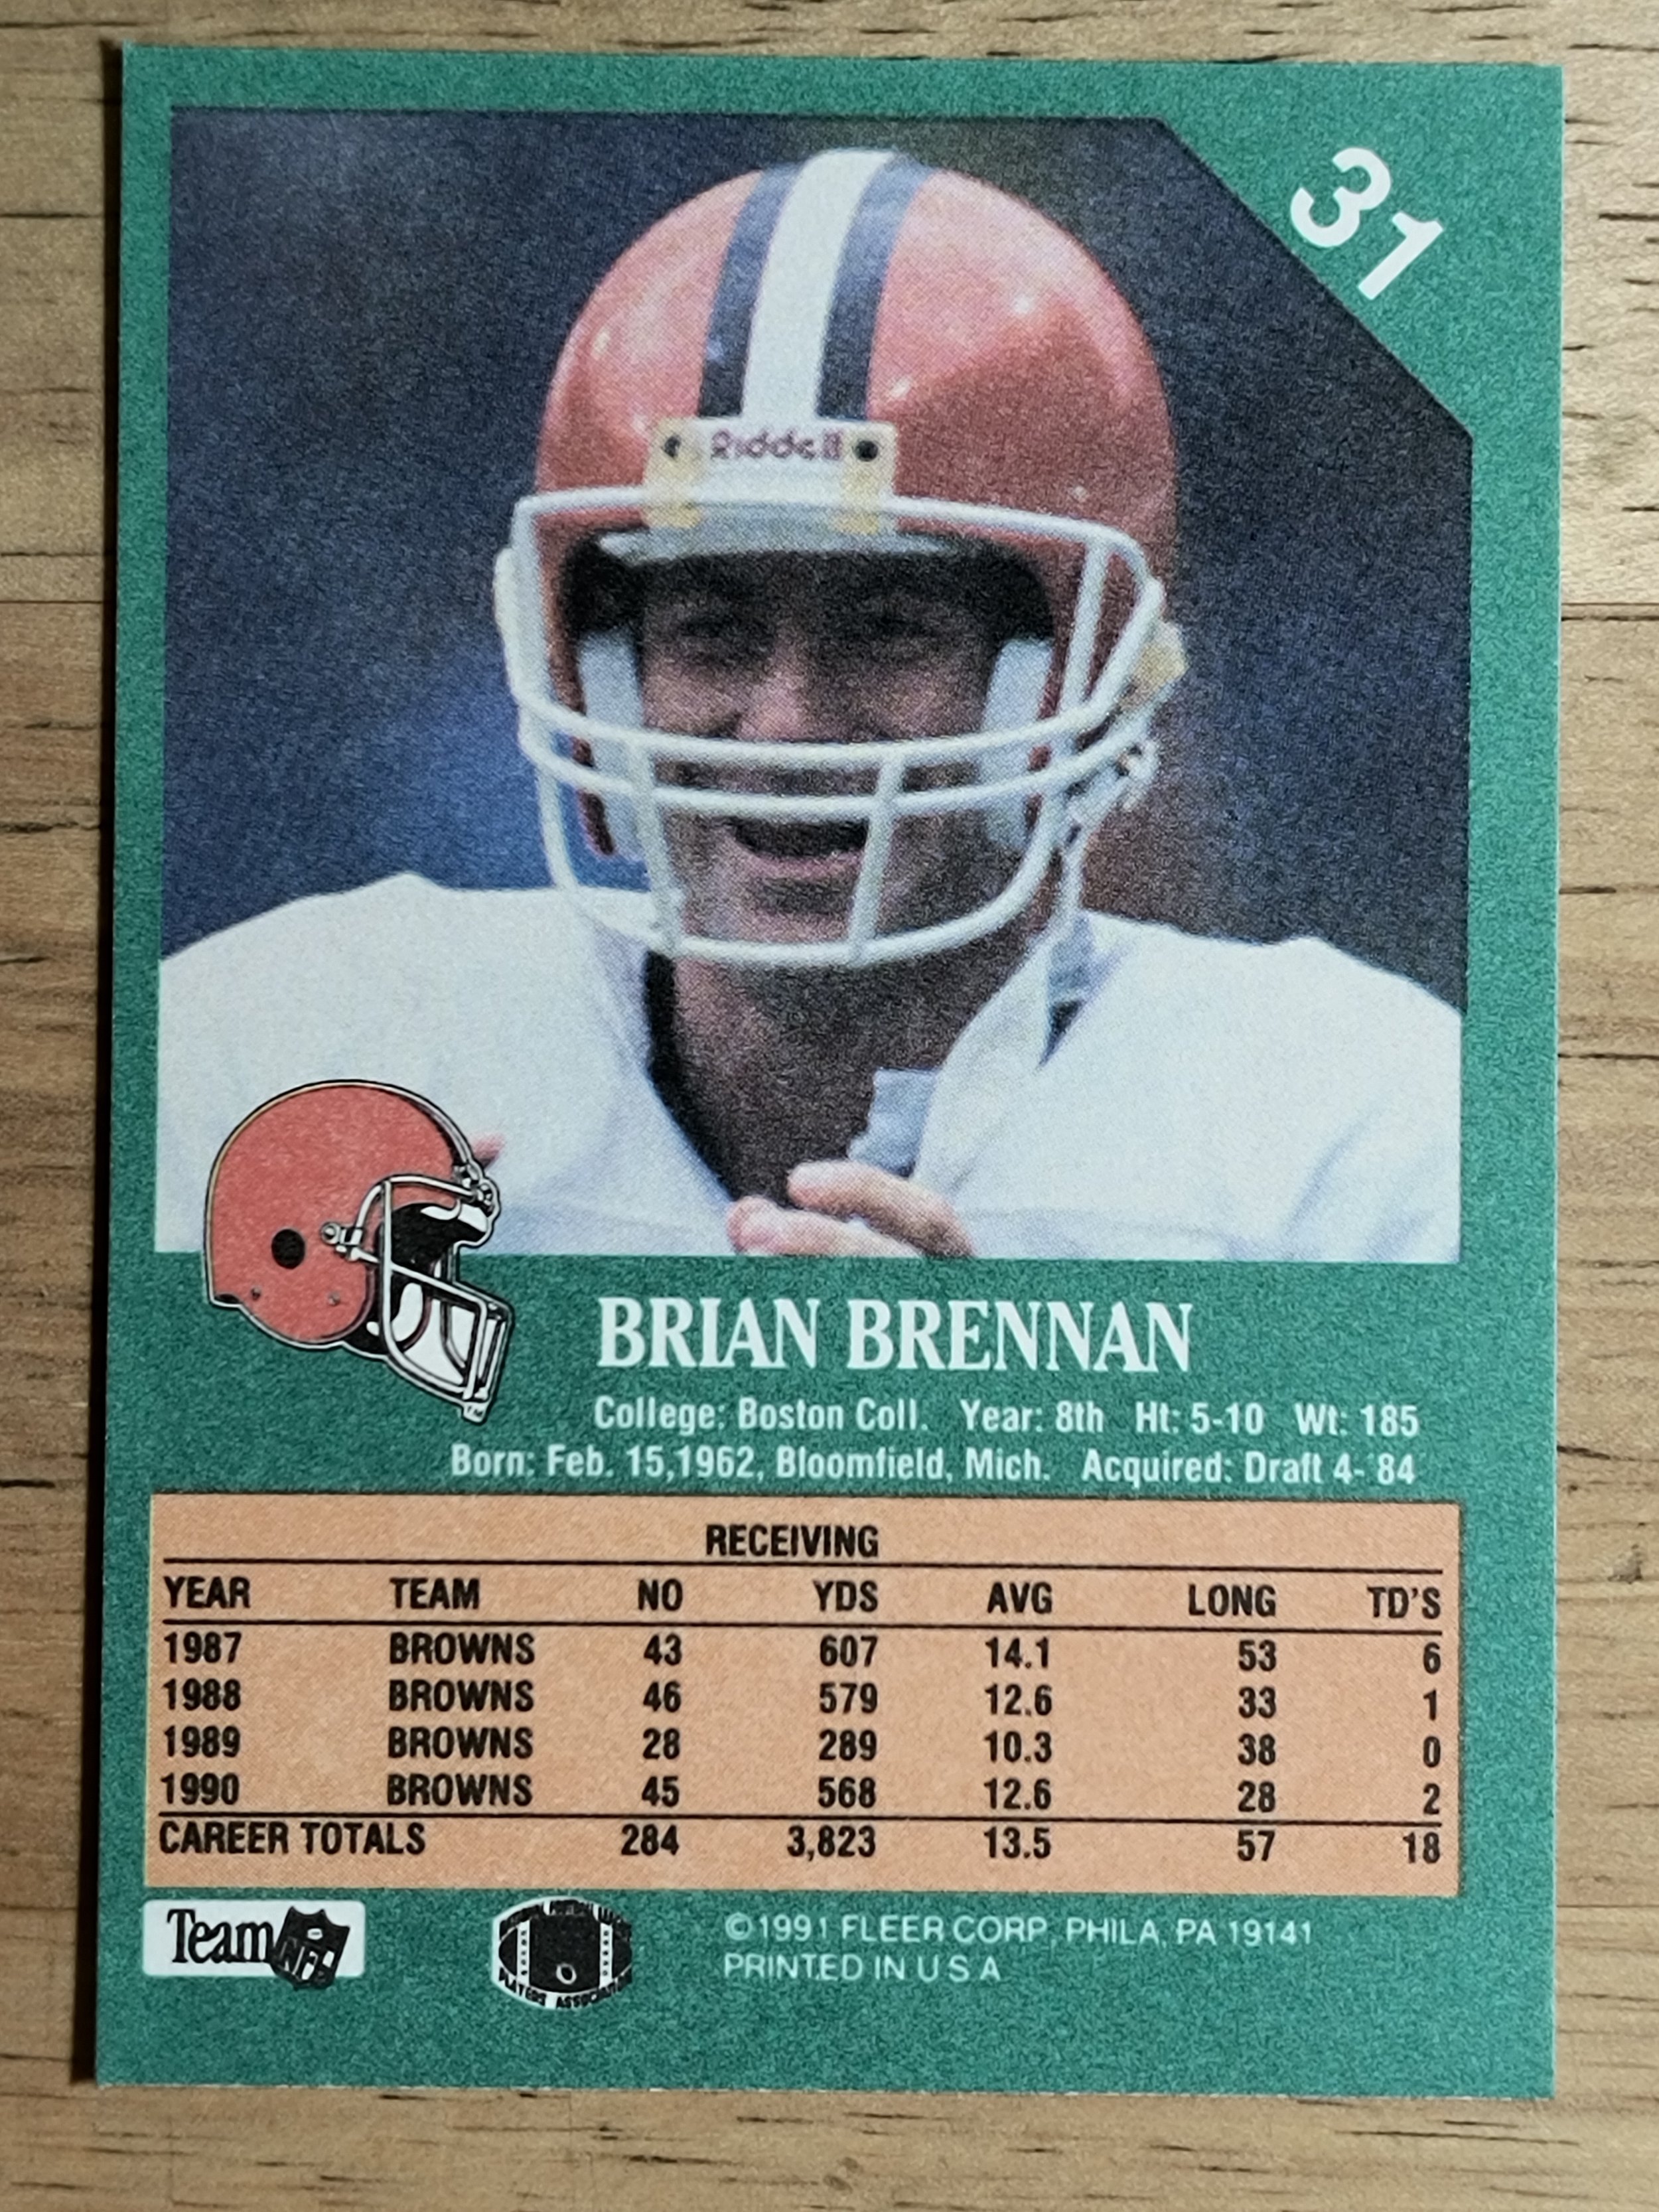 31
Riddell
BRIAN BRENNAN
College: Boston Coll. Year: 8th Ht: 5-10 Wt: 185
Born: Feb. 15,1962, Bloomfield, Mich. Acquired: Draft 4-'84
RECEIVING
YEAR TEAM NO YDS AVG LONG TD'S
1987 BROWNS 43 607 14.1 53 6
1988 BROWNS 46 579 12.6 33 1
1989 BROWNS 28 289 10.3 38 0
1990 BROWNS 45 568 12.6 28 2
CAREER TOTALS 284 3,823 13.5 57 18
Team NFL
PLAYERS
©1991 FLEER CORP, PHILA, PA 19141
PRINTED IN U S A
TM